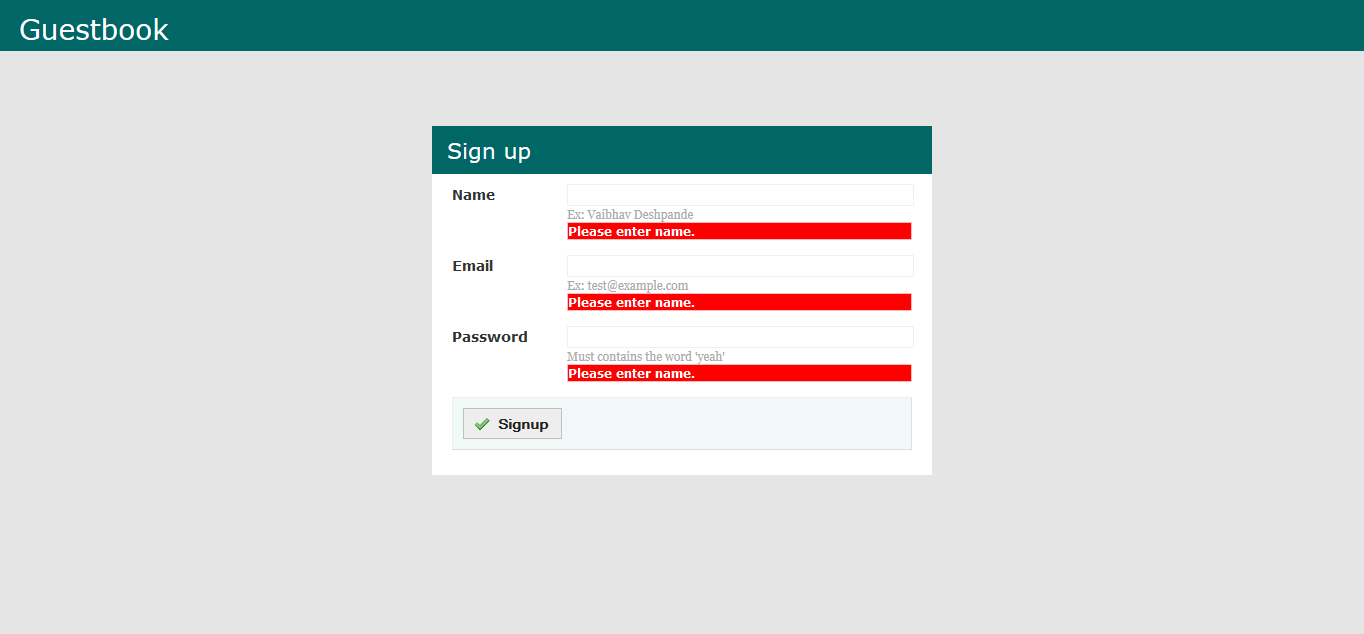 Guestbook
Sign up
Name
Ex: Vaibhav Deshpande
Please enter name.
Email
Ex: test@example.com
Please enter name.
Password
Must contains the word 'yeah'
Please enter name.
Signup